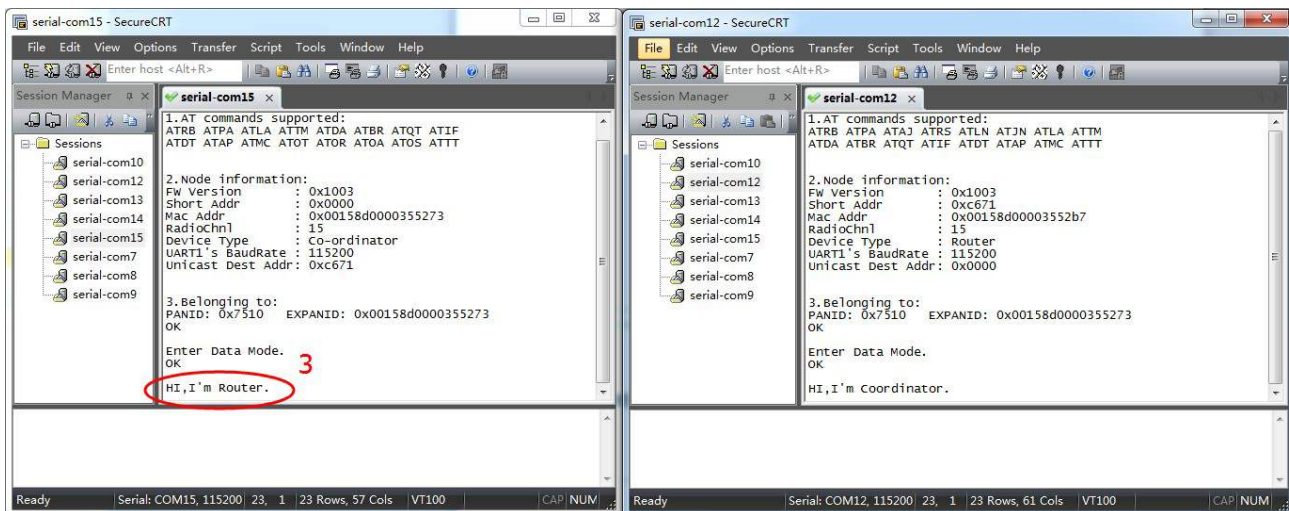 serial-com15 - SecureCRT
File Edit View Options Transfer Script Tools Window Help
Enter host <Alt+R>
Session Manager
serial-com15
Sessions
serial-com10
serial-com12
serial-com13
serial-com14
serial-com15
serial-com7
serial-com8
serial-com9
1.AT commands supported:
ATRB ATPA ATLA ATTM ATDA ATBR ATQT ATIF
ATDT ATAP ATMC ATOT ATOR ATOA ATOS ATTT
2.Node information:
FW Version : 0x1003
Short Addr : 0x0000
Mac Addr : 0x00158d0000355273
RadioChnl : 15
Device Type : Co-ordinator
UART1's BaudRate : 115200
Unicast Dest Addr: 0xc671
3.Belonging to:
PANID: 0x7510 EXPANID: 0x00158d0000355273
OK
Enter Data Mode.
OK
3
HI,I'm Router.
Ready Serial: COM15, 115200 23, 1 23 Rows, 57 Cols VT100 CAP NUM
serial-com12 - SecureCRT
File Edit View Options Transfer Script Tools Window Help
Enter host <Alt+R>
Session Manager
serial-com12
Sessions
serial-com10
serial-com12
serial-com13
serial-com14
serial-com15
serial-com7
serial-com8
serial-com9
1.AT commands supported:
ATRB ATPA ATAJ ATRS ATLN ATJN ATLA ATTM
ATDA ATBR ATQT ATIF ATDT ATAP ATMC ATTT
2.Node information:
FW Version : 0x1003
Short Addr : 0xc671
Mac Addr : 0x00158d00003552b7
RadioChnl : 15
Device Type : Router
UART1's BaudRate : 115200
Unicast Dest Addr: 0x0000
3.Belonging to:
PANID: 0x7510 EXPANID: 0x00158d0000355273
OK
Enter Data Mode.
OK
HI,I'm Coordinator.
Ready Serial: COM12, 115200 23, 1 23 Rows, 61 Cols VT100 CAP NUM